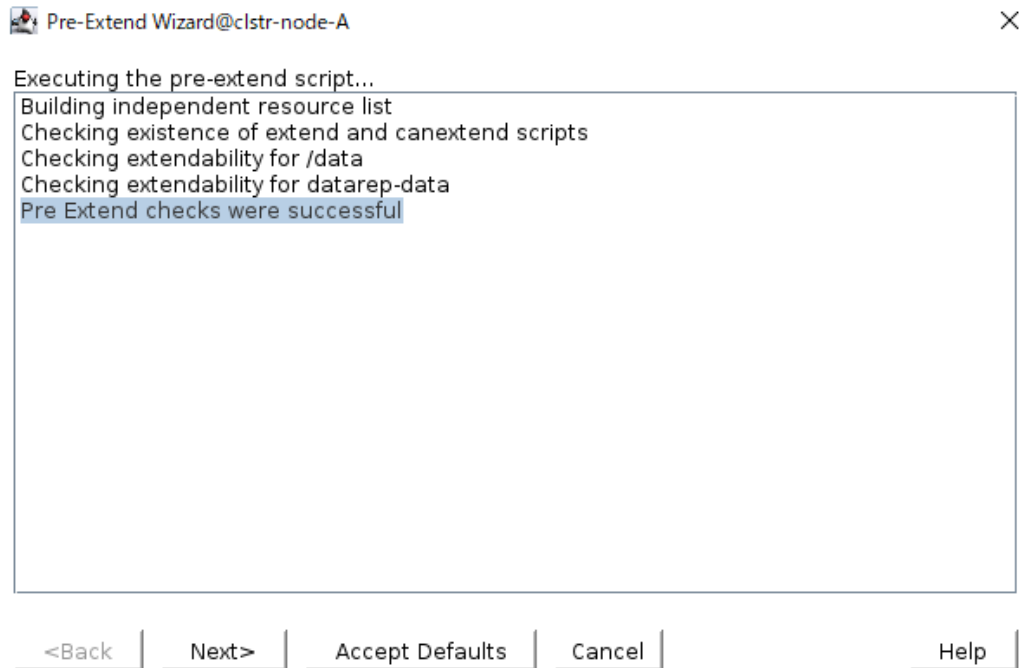 Pre-Extend Wizard@clstr-node-A
Executing the pre-extend script...
Building independent resource list
Checking existence of extend and canextend scripts
Checking extendability for /data
Checking extendability for datarep-data
Pre Extend checks were successful
<Back Next> Accept Defaults Cancel Help